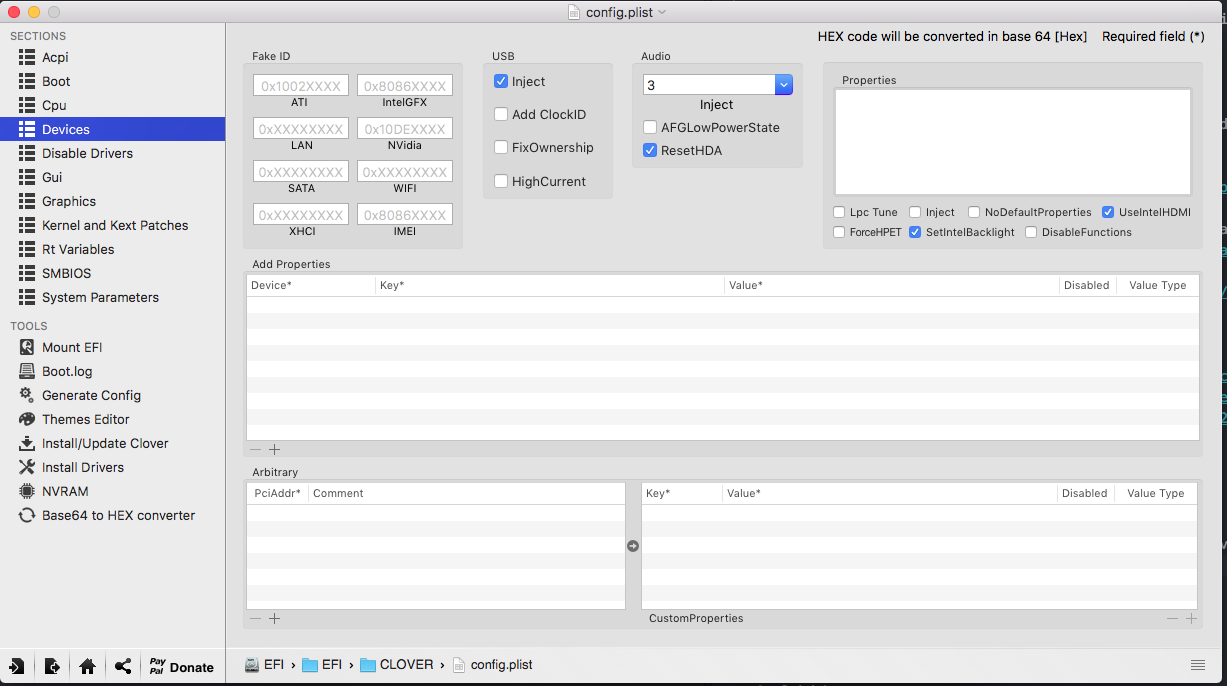 config.plist
SECTIONS
Acpi
Boot
Cpu
Devices
Disable Drivers
Gui
Graphics
Kernel and Kext Patches
Rt Variables
SMBIOS
System Parameters
TOOLS
Mount EFI
Boot.log
Generate Config
Themes Editor
Install/Update Clover
Install Drivers
NVRAM
Base64 to HEX converter
Pay
Pal Donate
HEX code will be converted in base 64 [Hex] Required field (*)
Fake ID
0x1002XXXX 0x8086XXXX
ATI IntelGFX
0xXXXXXXXX 0x10DEXXXX
LAN NVidia
0xXXXXXXXX 0xXXXXXXXX
SATA WIFI
0xXXXXXXXX 0x8086XXXX
XHCI IMEI
USB
Inject
Add ClockID
FixOwnership
HighCurrent
Audio
3
Inject
AFGLowPowerState
ResetHDA
Properties
Lpc Tune Inject NoDefaultProperties UseIntelHDMI
ForceHPET SetIntelBacklight DisableFunctions
Add Properties
Device* Key* Value* Disabled Value Type
Arbitrary
PciAddr* Comment
Key* Value* Disabled Value Type
CustomProperties
EFI › EFI › CLOVER › config.plist